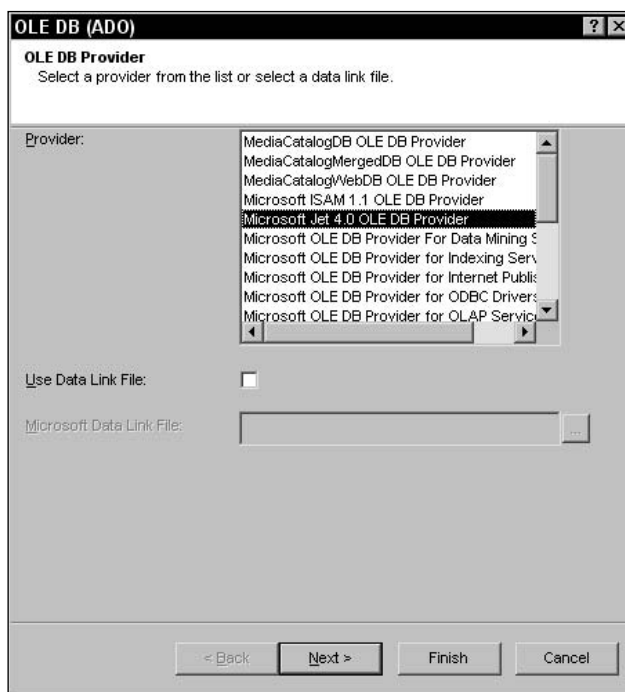 OLE DB (ADO)
OLE DB Provider
Select a provider from the list or select a data link file.
Provider:
MediaCatalogDB OLE DB Provider
MediaCatalogMergedDB OLE DB Provider
MediaCatalogWebDB OLE DB Provider
Microsoft ISAM 1.1 OLE DB Provider
Microsoft Jet 4.0 OLE DB Provider
Microsoft OLE DB Provider For Data Mining S
Microsoft OLE DB Provider for Indexing Serv
Microsoft OLE DB Provider for Internet Publis
Microsoft OLE DB Provider for ODBC Drivers
Microsoft OLE DB Provider for OLAP Service
Use Data Link File:
Microsoft Data Link File:
...
< Back
Next >
Finish
Cancel